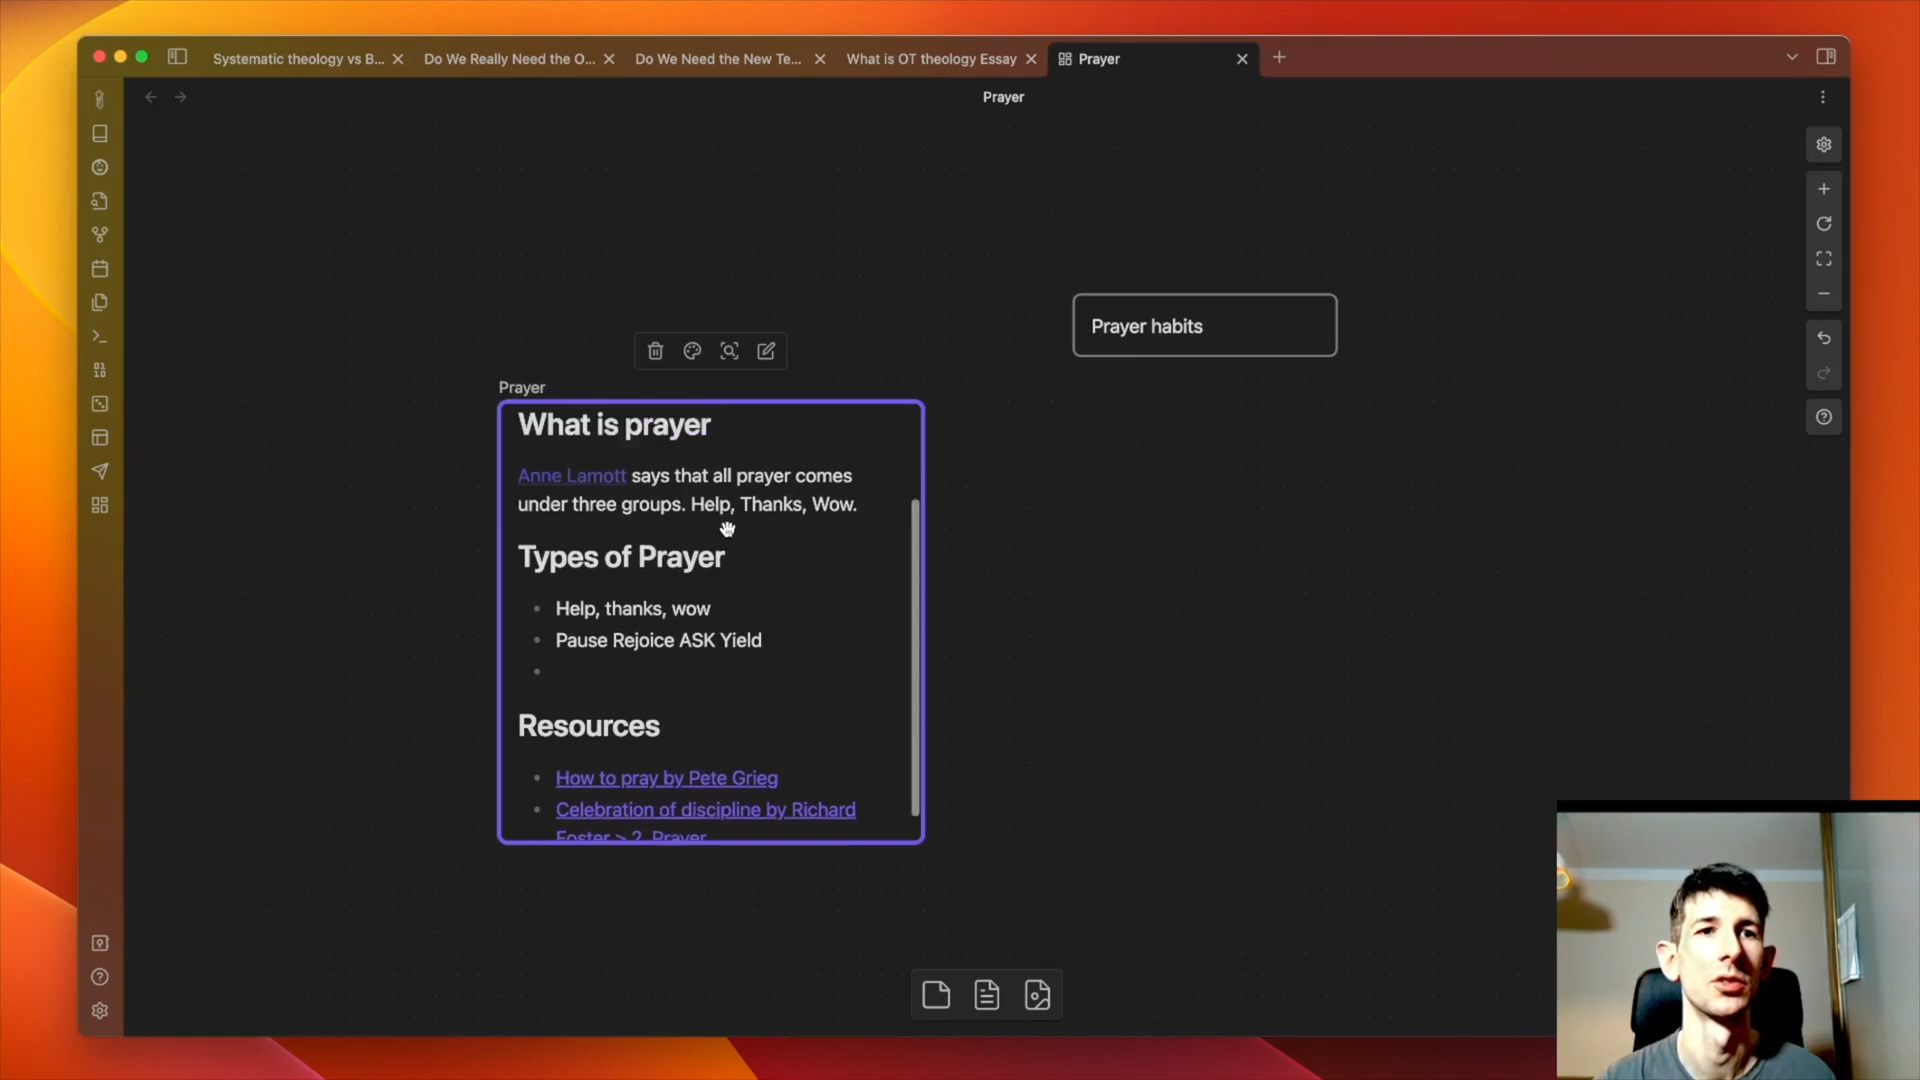 Systematic theology vs B...
Do We Really Need the O...
Do We Need the New Te...
What is OT theology Essay
Prayer
Prayer
Prayer habits
Prayer
What is prayer
Anne Lamott says that all prayer comes
under three groups. Help, Thanks, Wow.
Types of Prayer
Help, thanks, wow
Pause Rejoice ASK Yield
Resources
How to pray by Pete Grieg
Celebration of discipline by Richard
Foster > 2. Prayer